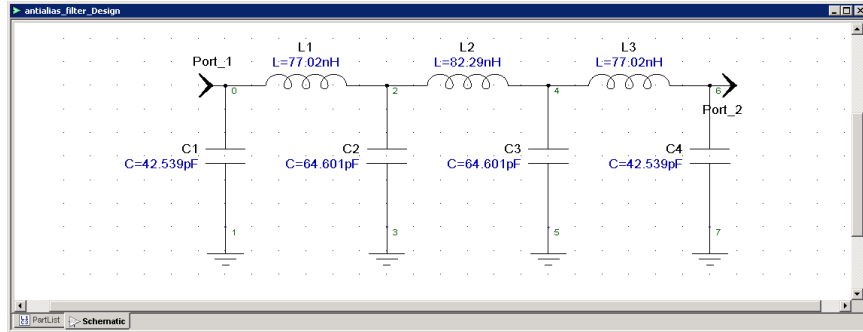 antialias_filter_Design
L1 L2 L3
Port_1 L=77.02nH L=82.29nH L=77.02nH
0 2 4 6
Port_2
C1 C2 C3 C4
C=42.539pF C=64.601pF C=64.601pF C=42.539pF
1 3 5 7
PartList Schematic